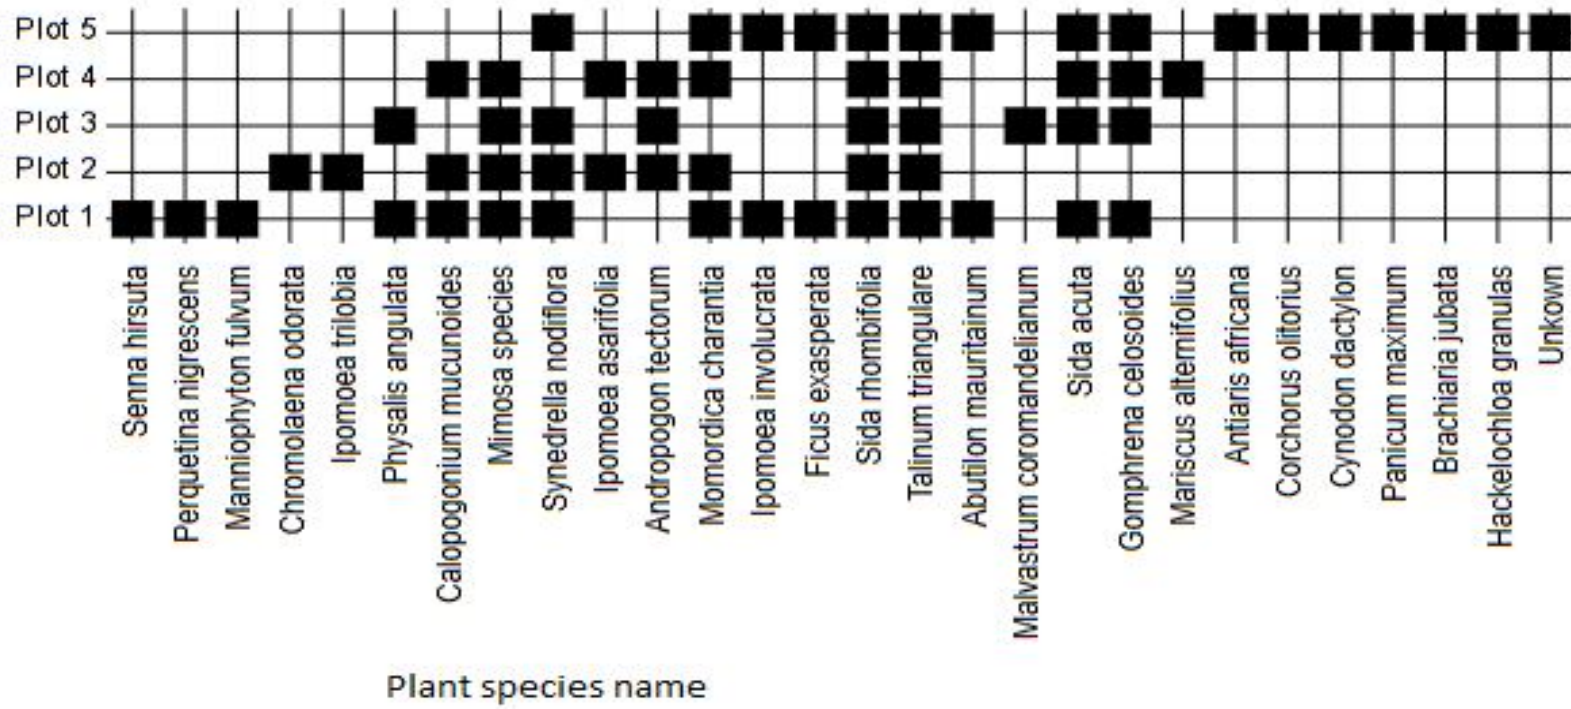 Plot 5
Plot 4
Plot 3
Plot 2
Plot 1
Senna hirsuta
Perquetina nigrescens
Manniophyton fulvum
Chromolaena odorata
Ipomoea trilobia
Physalis angulata
Calopogonium mucunoides
Mimosa species
Synedrella nodiflora
Ipomoea asarifolia
Andropogon tectorum
Momordica charantia
Ipomoea involucrata
Ficus exasperata
Sida rhombifolia
Talinum triangulare
Abutilon mauritainum
Malvastrum coromandelianum
Sida acuta
Gomphrena celosoides
Mariscus alternifolius
Antiaris africana
Corchorus olitorius
Cynodon dactylon
Panicum maximum
Brachiaria jubata
Hackelochloa granulas
Unkown
Plant species name